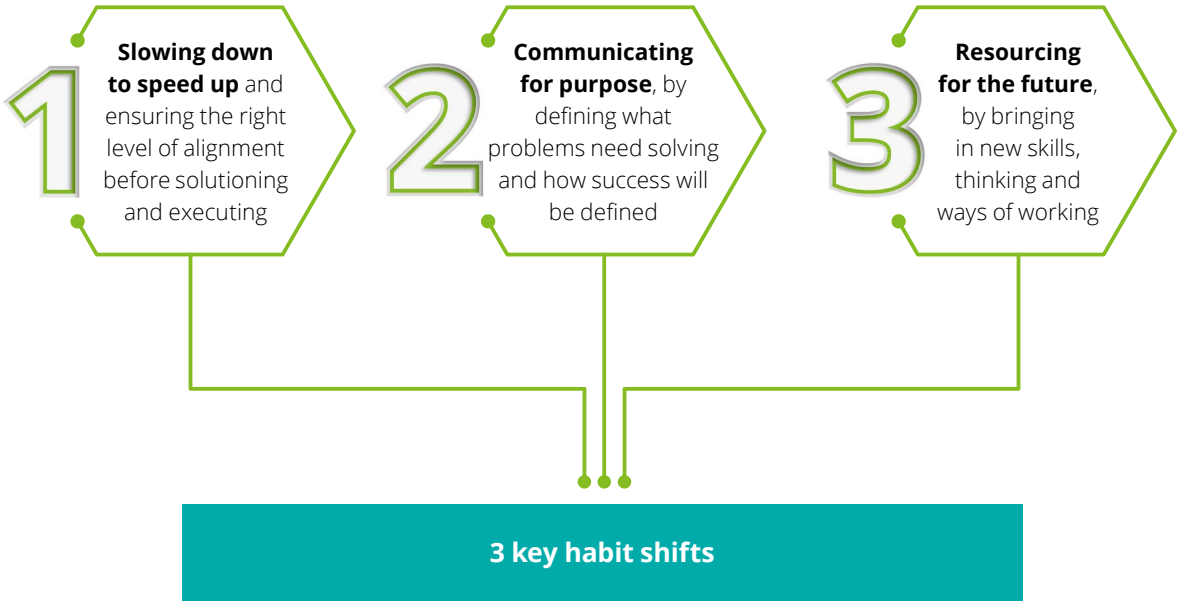 1
Slowing down
to speed up and
ensuring the right
level of alignment
before solutioning
and executing
2
Communicating
for purpose, by
defining what
problems need solving
and how success will
be defined
3
Resourcing
for the future,
by bringing
in new skills,
thinking and
ways of working
3 key habit shifts